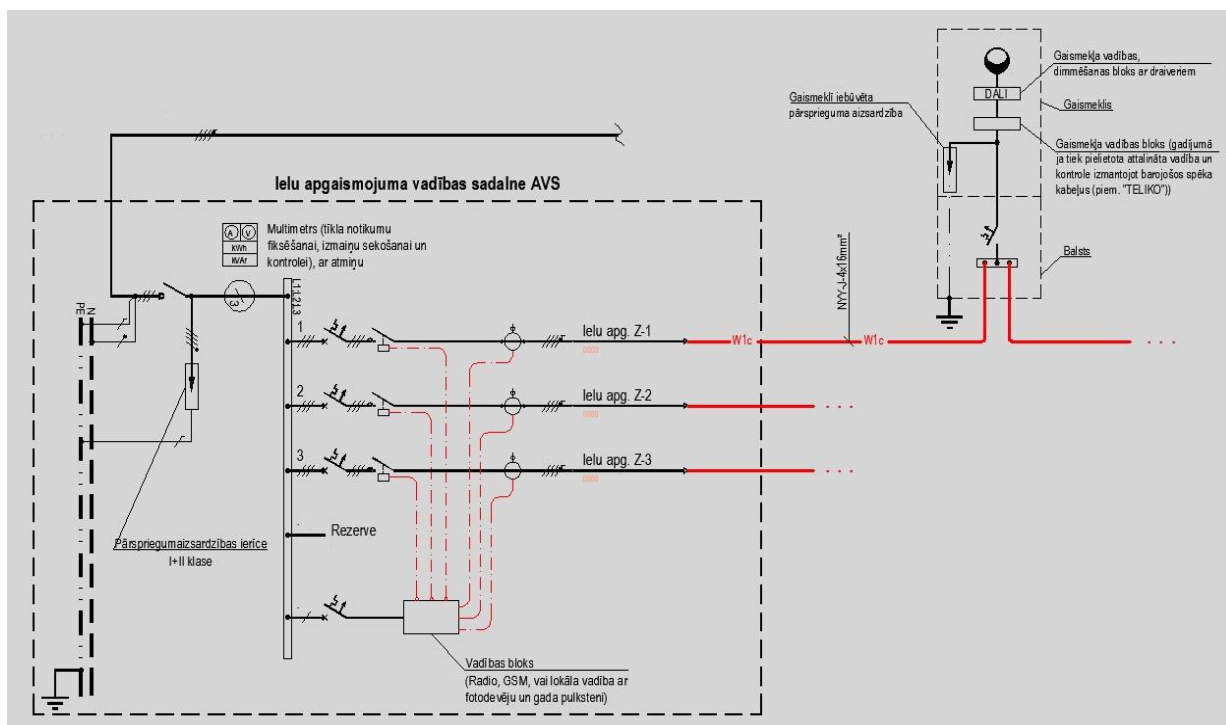 Gaismekļa vadības,
dimmēšanas bloks ar draiveriem
DALI
Gaismeklī iebūvēta
pārsprieguma aizsardzība
Gaismeklis
Gaismekļa vadības bloks (gadījumā
ja tiek pielietota attalināta vadība un
kontrole izmantojot barojošos spēka
kabeļus (piem. "TELIKO"))
Balsts
Ielu apgaismojuma vadības sadalne AVS
A V
kWh
kVAr
Multimetrs (tīkla notikumu
fiksēšanai, izmaiņu sekošanai un
kontrolei), ar atmiņu
NYY-J-4x16mm²
N
PE
3
L1;L2;L3
1
Ielu apg. Z-1
W1c
W1c
. . .
2
Ielu apg. Z-2
. . .
3
Ielu apg. Z-3
. . .
Rezerve
Pārspriegumaizsardzības ierīce
I+II klase
Vadības bloks
(Radio, GSM, vai lokāla vadība ar
fotodevēju un gada pulksteni)